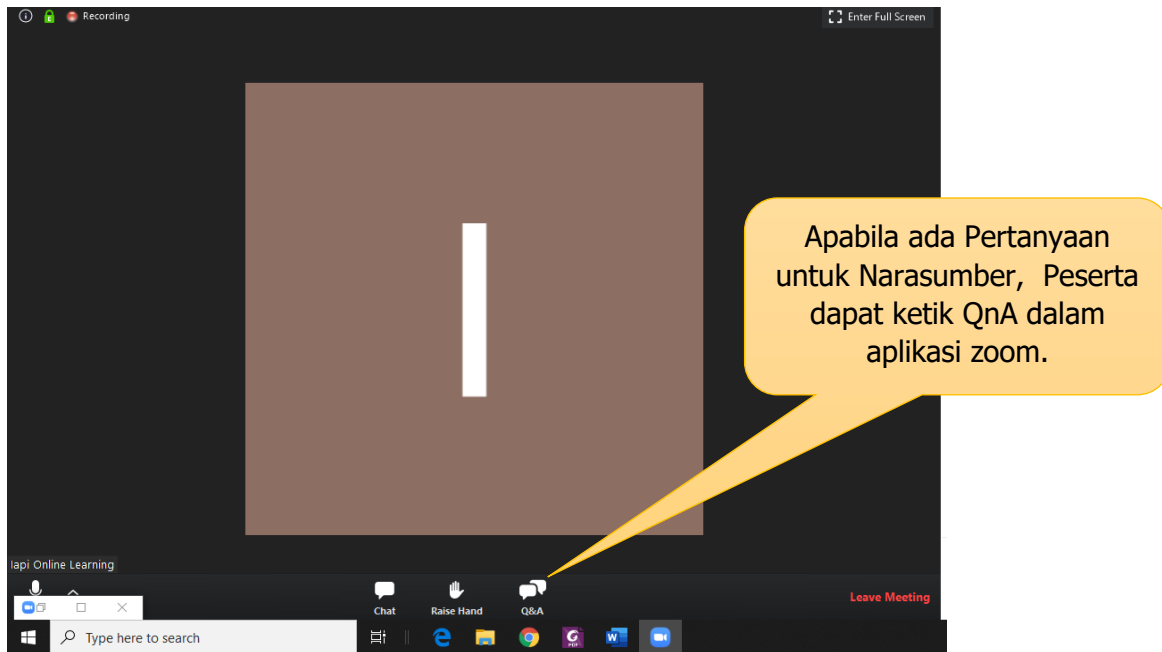 Recording
Enter Full Screen
I
Apabila ada Pertanyaan
untuk Narasumber, Peserta
dapat ketik QnA dalam
aplikasi zoom.
Iapi Online Learning
Chat
Raise Hand
Q&A
Leave Meeting
Type here to search